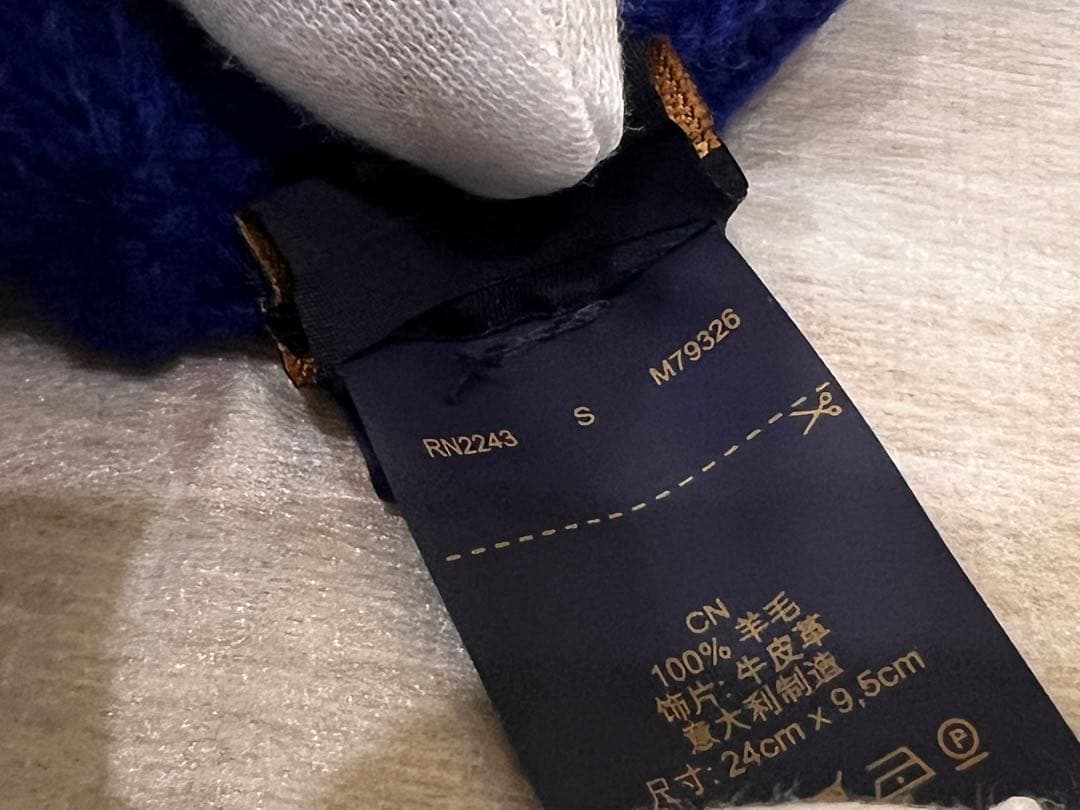 RN2243 S M79326
CN
100% 羊毛
饰片: 牛皮革
意大利制造
尺寸: 24cm x 9,5cm
P